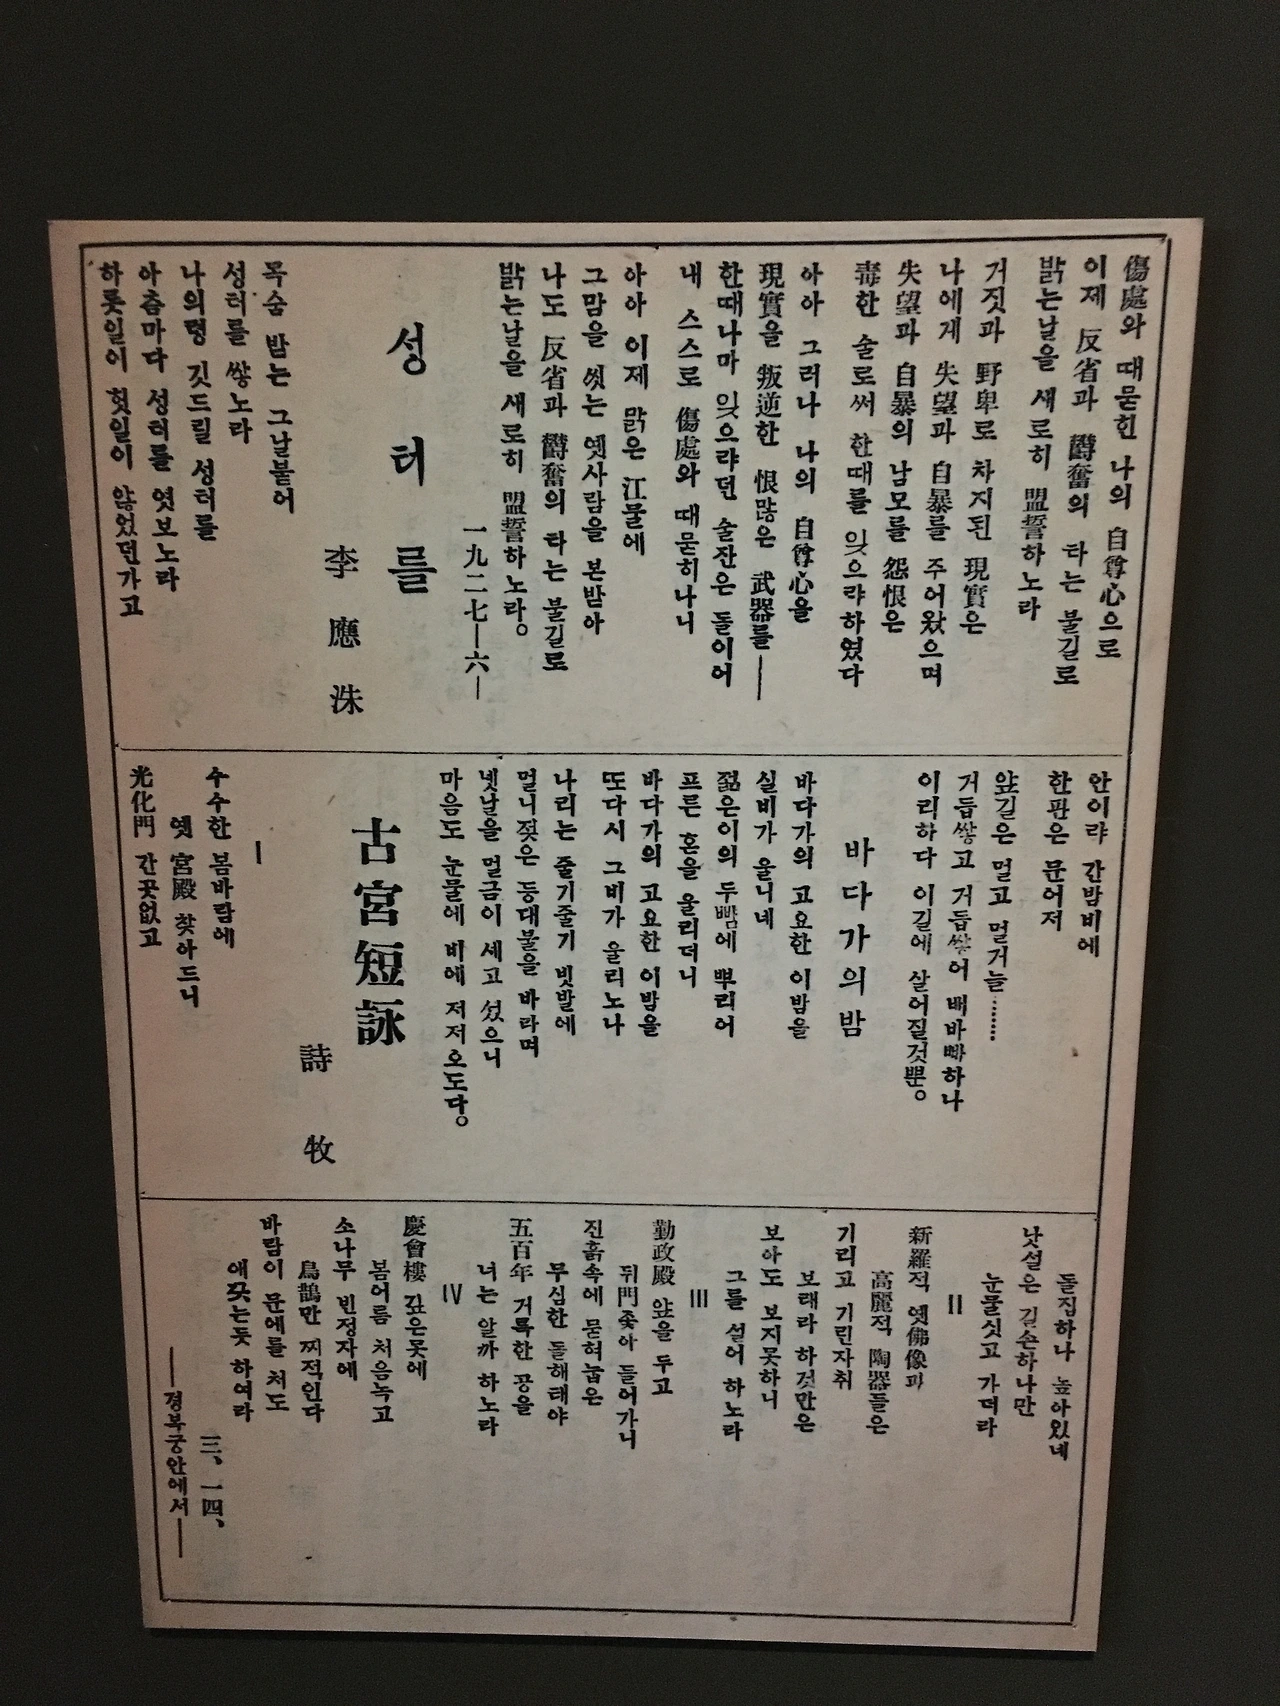 傷處와 때묻힌 나의 自尊心으로
이제 反省과 欝奮의 타는 불길로
밝는날을 새로히 盟誓하노라
거짓과 野卑로 차지된 現實은
나에게 失望과 自暴를 주어왔으며
失望과 自暴의 남모를 怨恨은
毒한 술로써 한때를 잊으랴하였다
아아 그러나 나의 自尊心을
現實을 叛逆한 恨많은 武器를——
한때나마 잊으랴던 술잔은 돌이어
내 스스로 傷處와 때묻히나니
아아 이제 맑은 江물에
그맘을 씻는 옛사람을 본받아
나도 反省과 欝奮의 타는 불길로
밝는날을 새로히 盟誓하노라。
一九二七—六—
성터를
李應洙
목숨 받는 그날붙어
성터를 쌓노라
나의령 깃드릴 성터를
아츰마다 성터를 엿보노라
하롯일이 헛일이 않었던가고
안이랴 간밤비에
한판은 문어저
앞길은 멀고 멀거늘……
거듭쌓고 거듭쌓어 배바빠하나
이리하다 이길에 살어질것뿐。
바다가의밤
바다가의 고요한 이밤을
실비가 울니네
젊은이의 두뺨에 뿌리어
프른 혼을 울리더니
바다가의 고요한 이밤을
또다시 그비가 울리노나
나리는 줄기줄기 빗발에
멀니젖은 등대불을 바라며
넷날을 멀금이 세고 섰으니
마음도 눈물에 비에 저저오도다。
古宮短詠
詩牧
I
수수한 봄바람에
옛 宮殿 찾아드니
光化門 간곳없고
돌집하나 높아있네
낫설은 길손하나만
눈물싯고 가더라
II
新羅적 옛佛像과
高麗적 陶器들은
기리고 기린자취
보래라 하것만은
보아도 보지못하니
그를 설어 하노라
III
勤政殿 앞을 두고
뒤門좇아 들어가니
진흙속에 묻혀눕은
무심한 돌해태야
五百年 거룩한 공을
너는 알까 하노라
IV
慶會樓 깊은못에
봄어름 처음녹고
소나무 빈정자에
烏鵲만 찌적인다
바람이 문에를 처도
애끗는듯 하여라
三、一四、
——경복궁안에서——